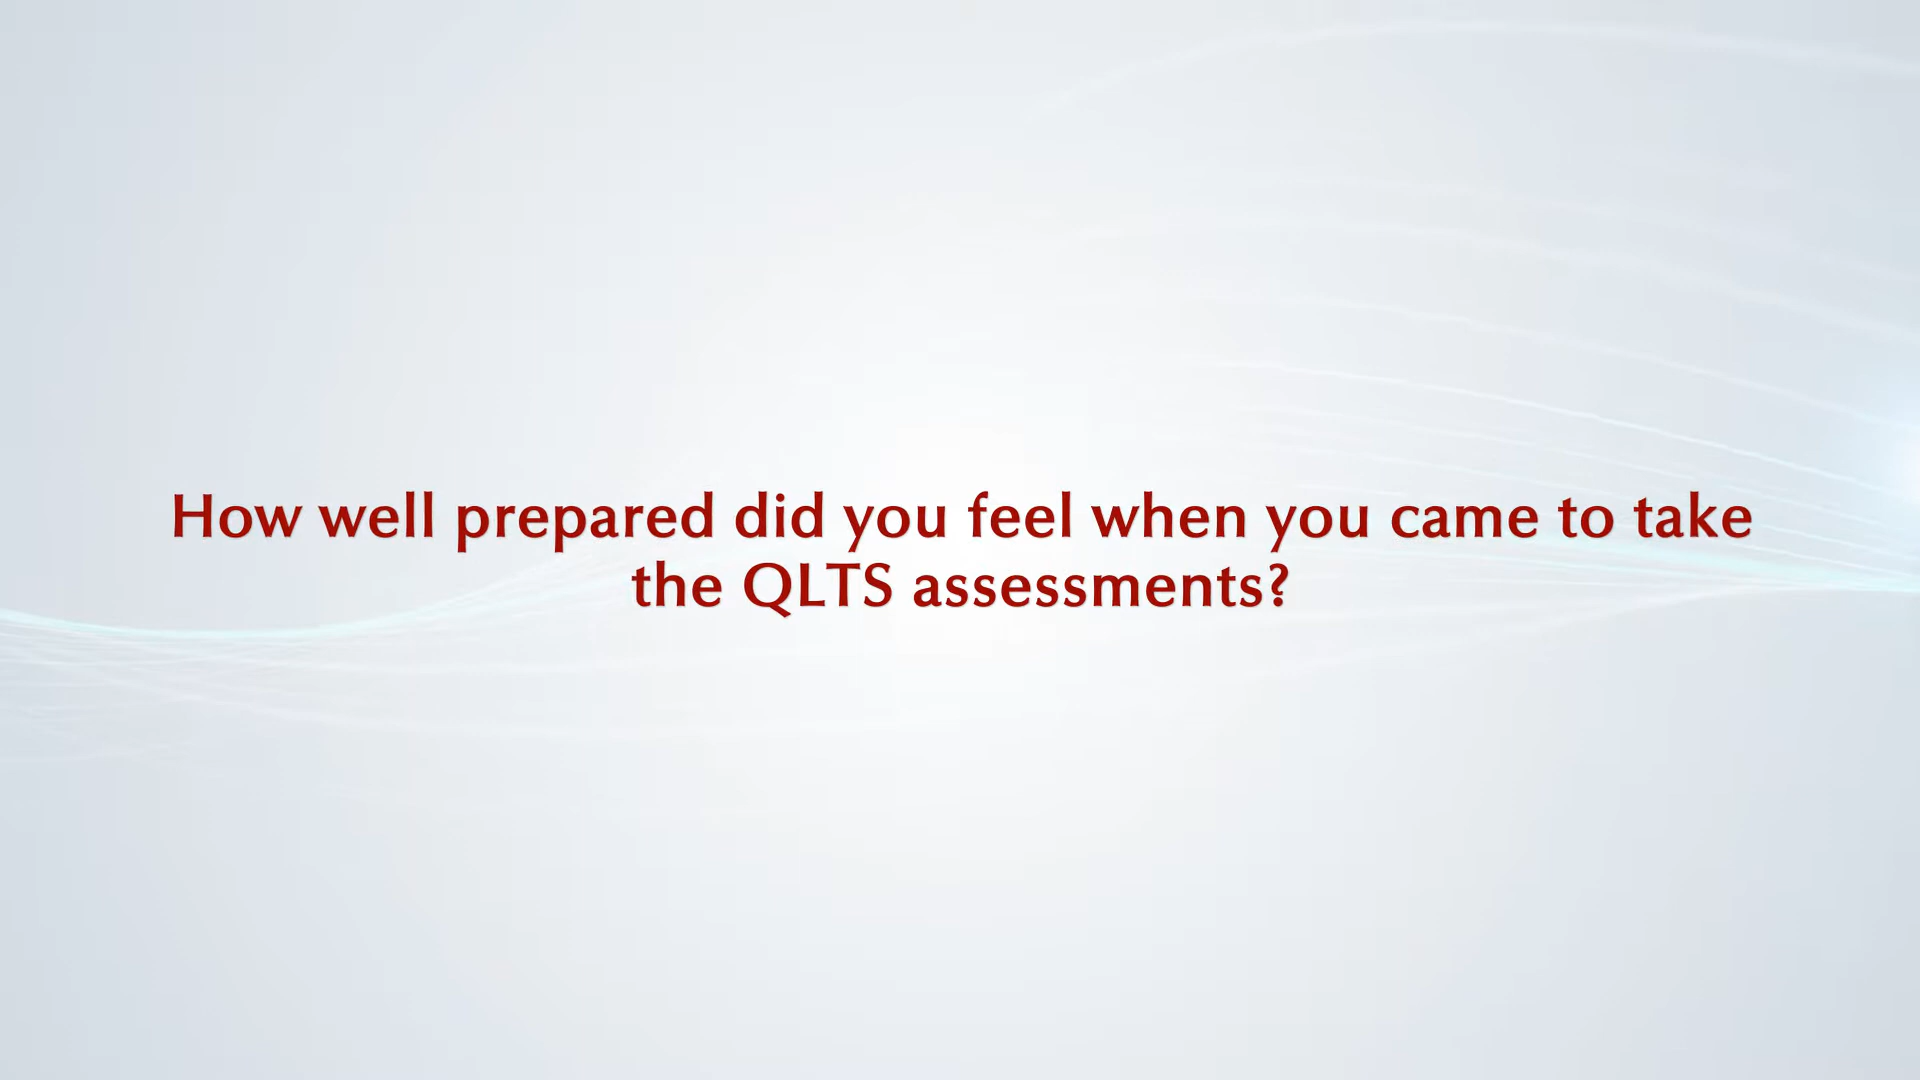 How well prepared did you feel when you came to take
the QLTS assessments?